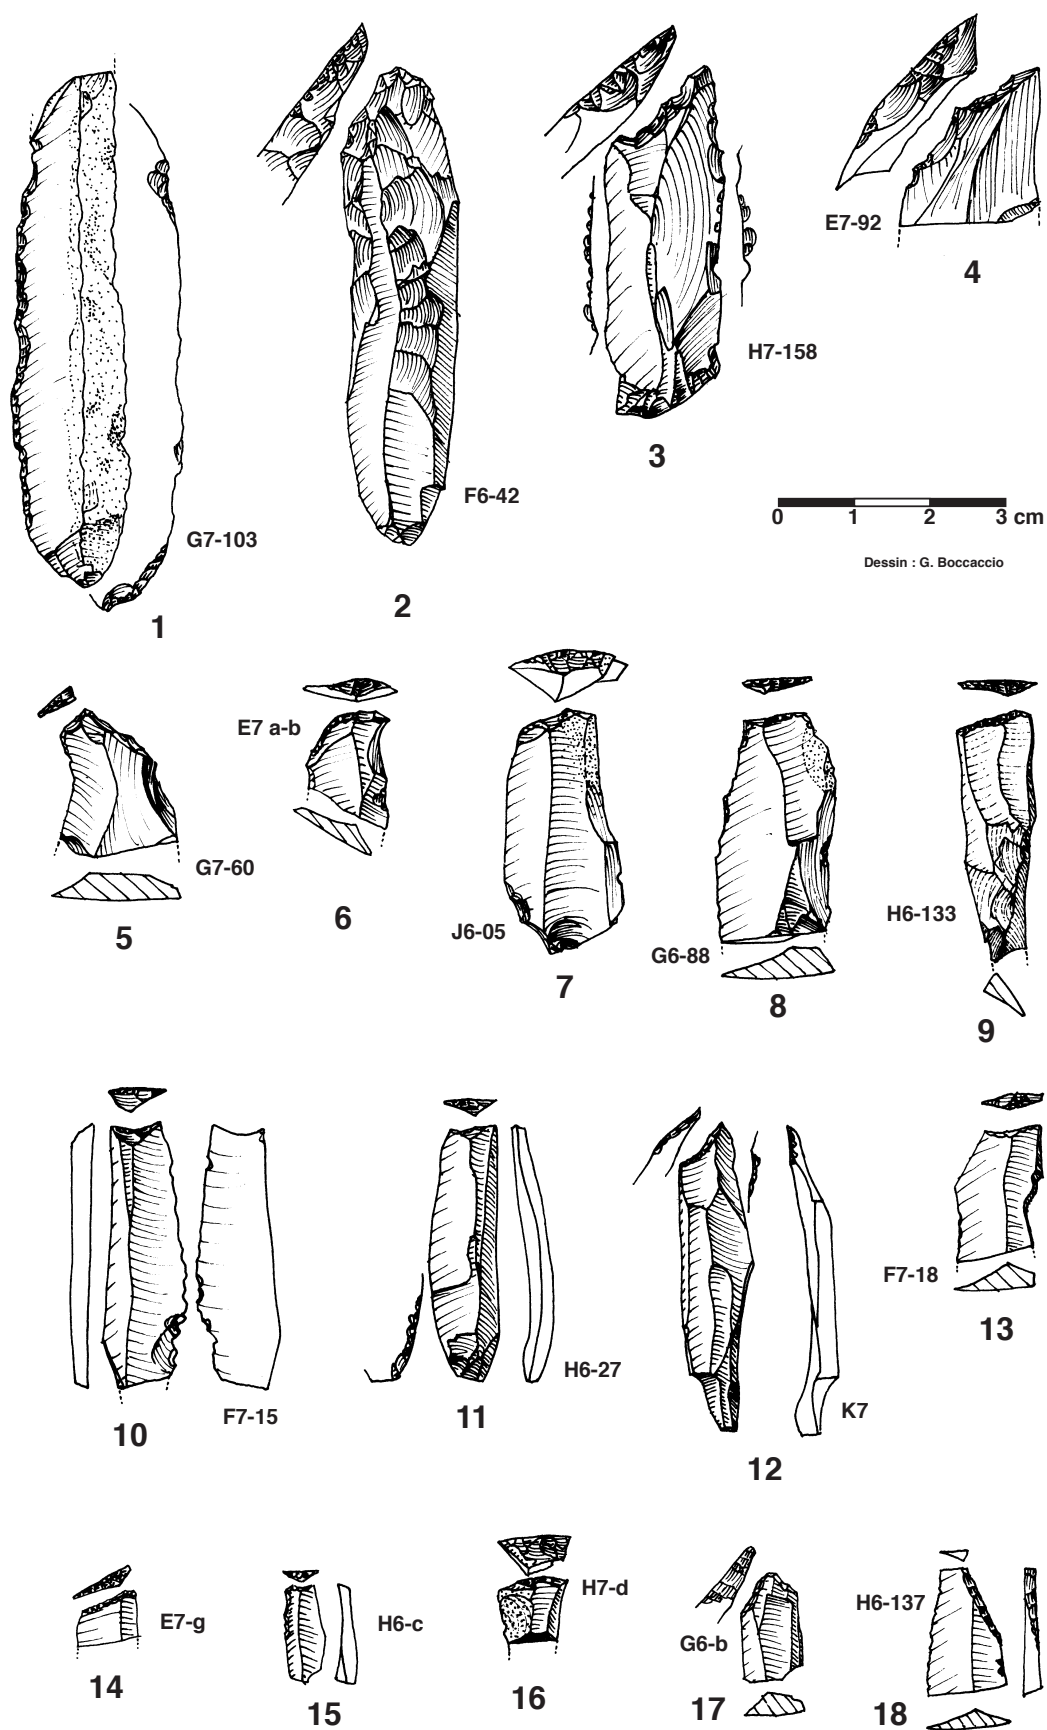 E7-92
4
H7-158
3
F6-42
0 1 2 3 cm
Dessin : G. Boccaccio
G7-103
2
1
E7 a-b
G7-60
5
6
J6-05
7
G6-88
8
H6-133
9
F7-15
10
H6-27
11
K7
12
F7-18
13
E7-g
14
H6-c
15
H7-d
16
G6-b
17
H6-137
18